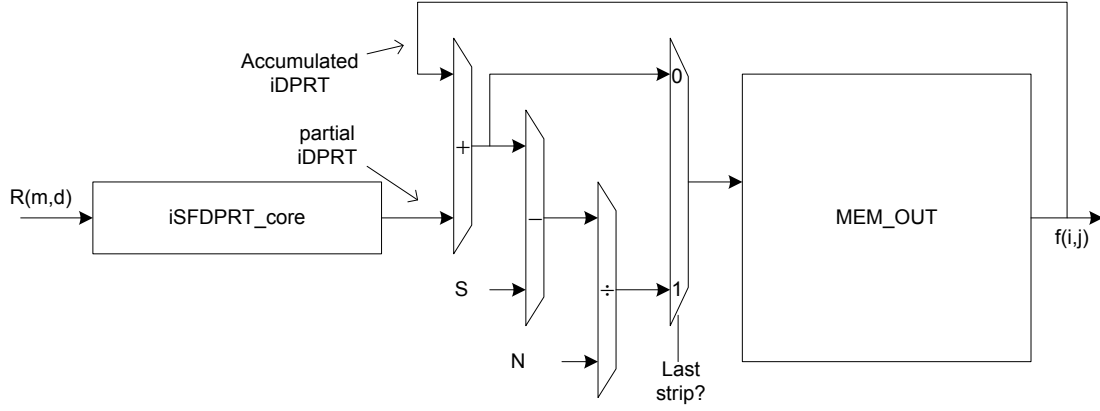 Accumulated
iDPRT
partial
iDPRT
R(m,d)
iSFDPRT_core
+
−
S
÷
N
0
1
Last
strip?
MEM_OUT
f(i,j)